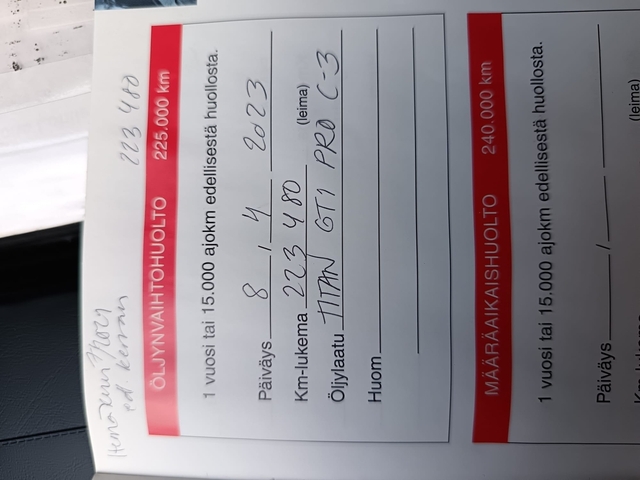 223 480
ed. kerran
ÖLJYNVAIHTOHUOLTO 225.000 km
1 vuosi tai 15.000 ajokm edellisestä huollosta.
Päiväys 8 / 4 2023
Km-lukema 223 480 (leima)
Öljylaatu TITAN GT1 PRO C-3
Huom
MÄÄRÄAIKAISHUOLTO 240.000 km
1 vuosi tai 15.000 ajokm edellisestä huollosta.
Päiväys /
(leima)